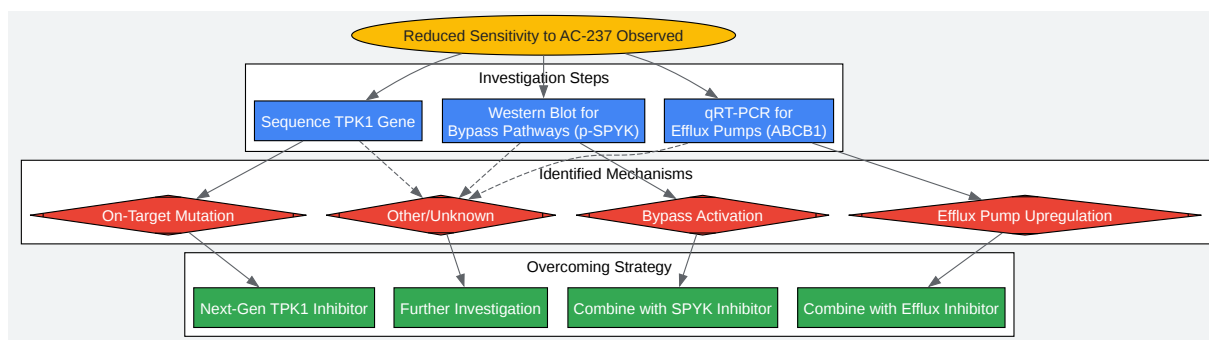 Reduced Sensitivity to AC-237 Observed
Investigation Steps
Sequence TPK1 Gene
Western Blot for
Bypass Pathways (p-SPYK)
qRT-PCR for
Efflux Pumps (ABCB1)
Identified Mechanisms
On-Target Mutation
Other/Unknown
Bypass Activation
Efflux Pump Upregulation
Overcoming Strategy
Next-Gen TPK1 Inhibitor
Further Investigation
Combine with SPYK Inhibitor
Combine with Efflux Inhibitor